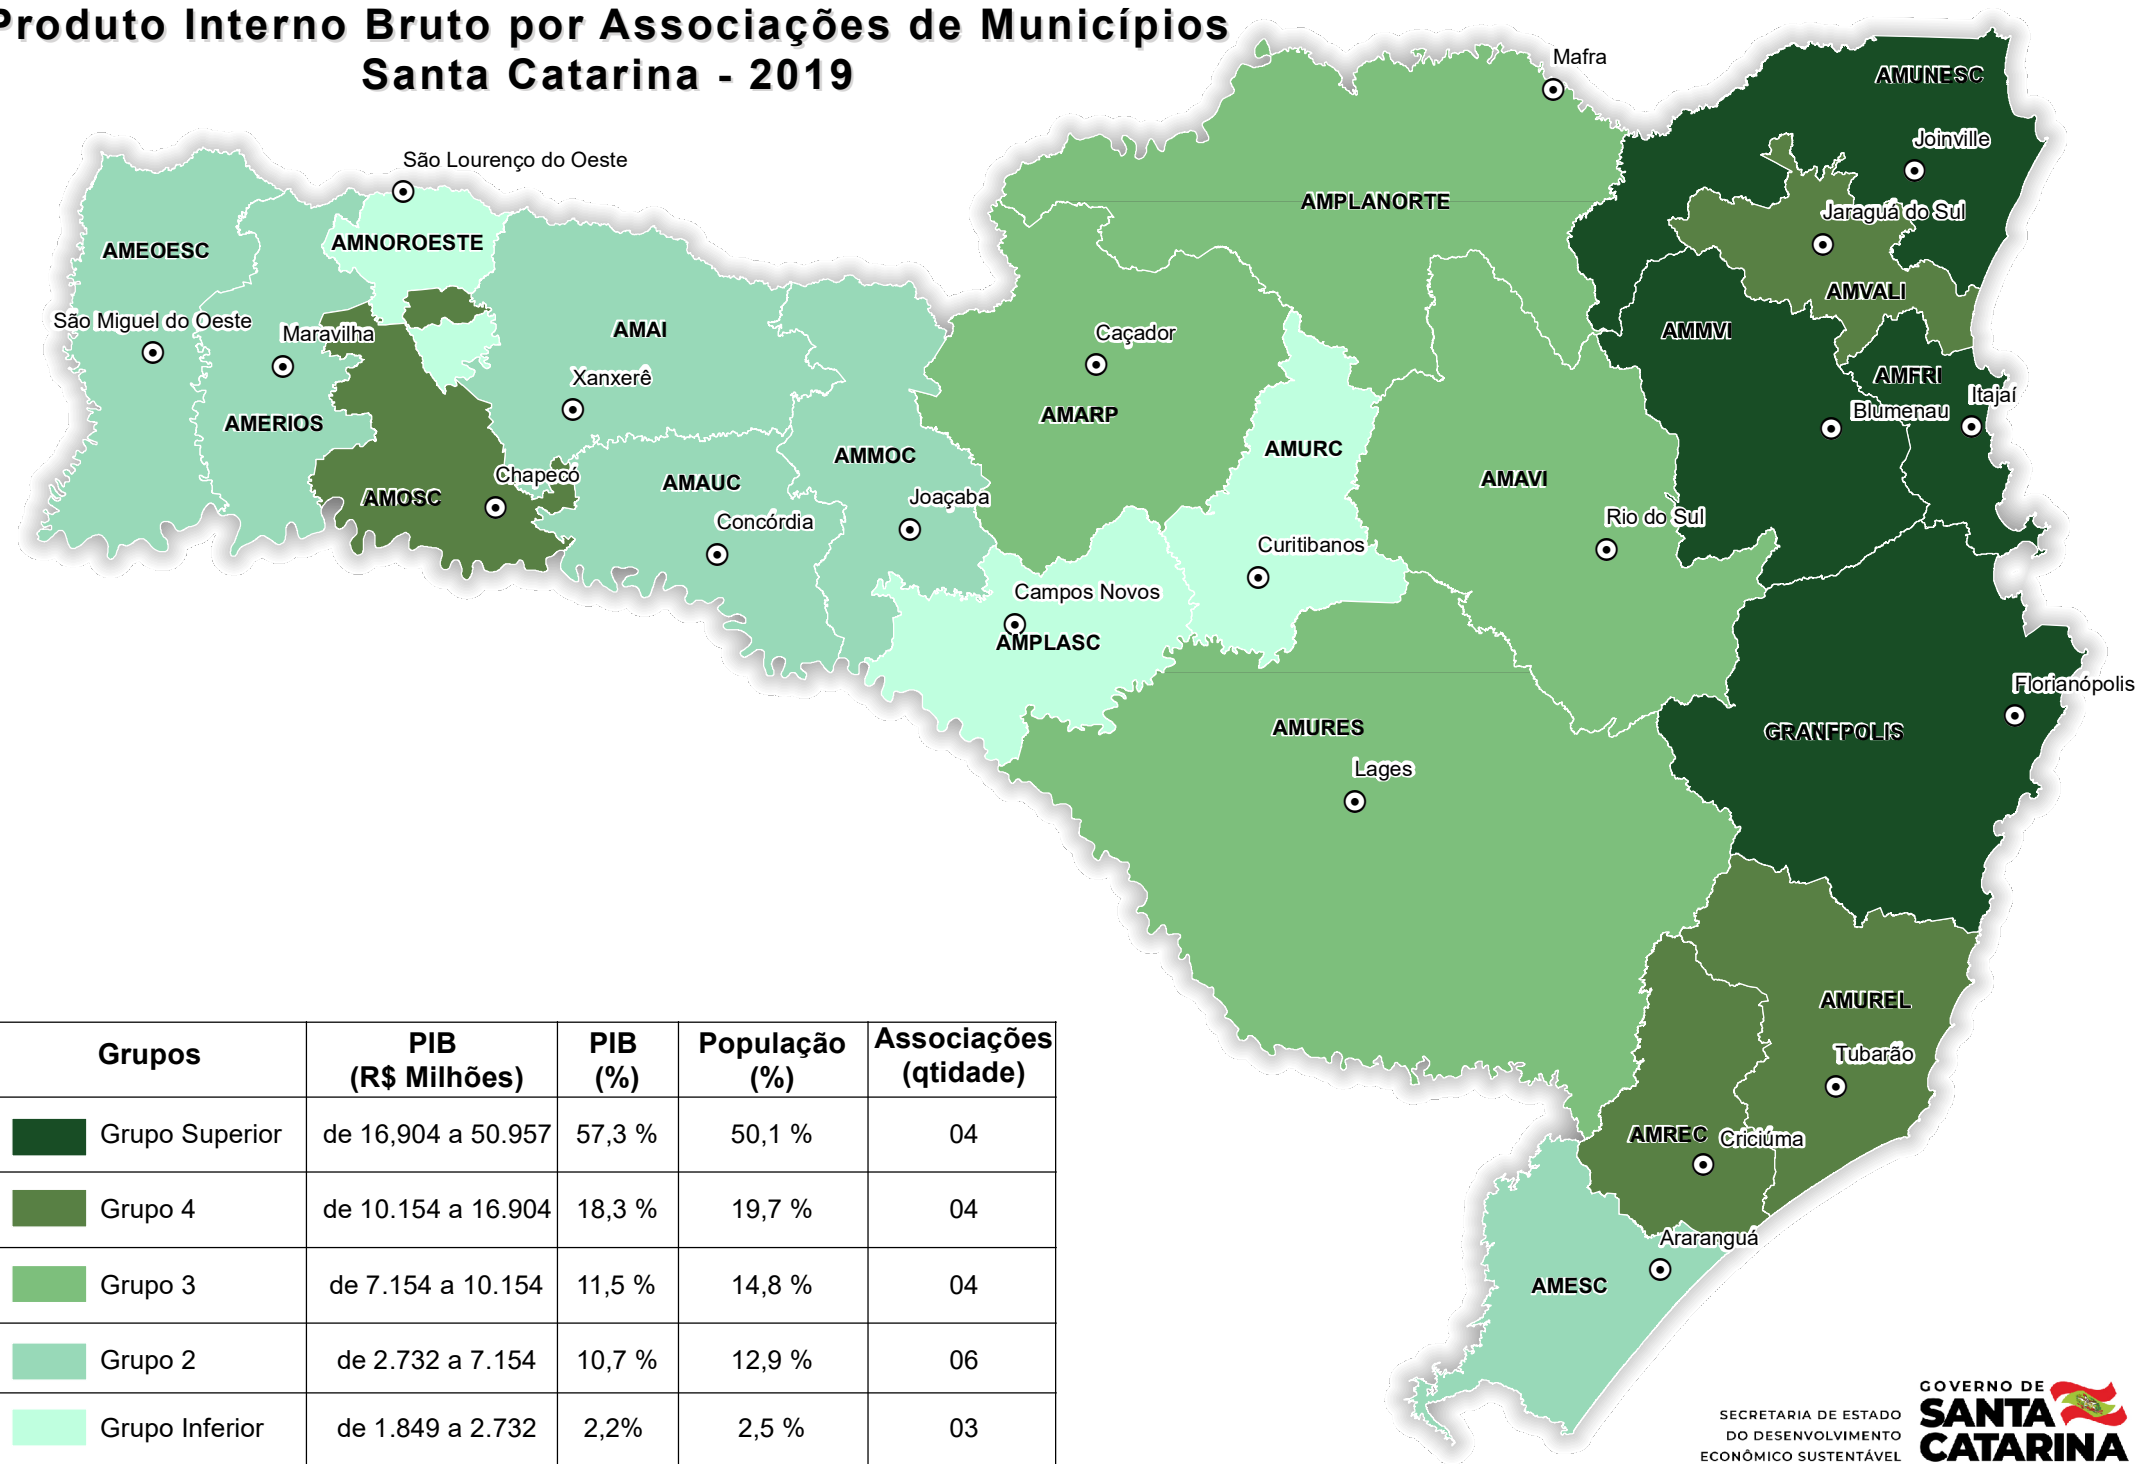 Produto Interno Bruto por Associações de Municípios
Santa Catarina - 2019
Mafra
AMUNESC
Joinville
São Lourenço do Oeste
AMPLANORTE
Jaraguá do Sul
AMEOESC
AMNOROESTE
AMVALI
São Miguel do Oeste
Maravilha
AMAI
Caçador
AMMVI
Xanxerê
AMFRI
Itajaí
AMERIOS
AMARP
Blumenau
AMURC
AMMOC
Chapecó
AMAUC
AMAVI
AMOSC
Joaçaba
Concórdia
Rio do Sul
Curitibanos
Campos Novos
AMPLASC
Florianópolis
AMURES
GRANFPOLIS
Lages
AMUREL
Tubarão
AMREC
Criciúma
Araranguá
AMESC
Grupos
PIB
(R$ Milhões)
PIB
(%)
População
(%)
Associações
(qtidade)
Grupo Superior de 16,904 a 50.957 57,3 % 50,1 % 04
Grupo 4 de 10.154 a 16.904 18,3 % 19,7 % 04
Grupo 3 de 7.154 a 10.154 11,5 % 14,8 % 04
Grupo 2 de 2.732 a 7.154 10,7 % 12,9 % 06
Grupo Inferior de 1.849 a 2.732 2,2% 2,5 % 03
SECRETARIA DE ESTADO
DO DESENVOLVIMENTO
ECONÔMICO SUSTENTÁVEL
GOVERNO DE
SANTA
CATARINA